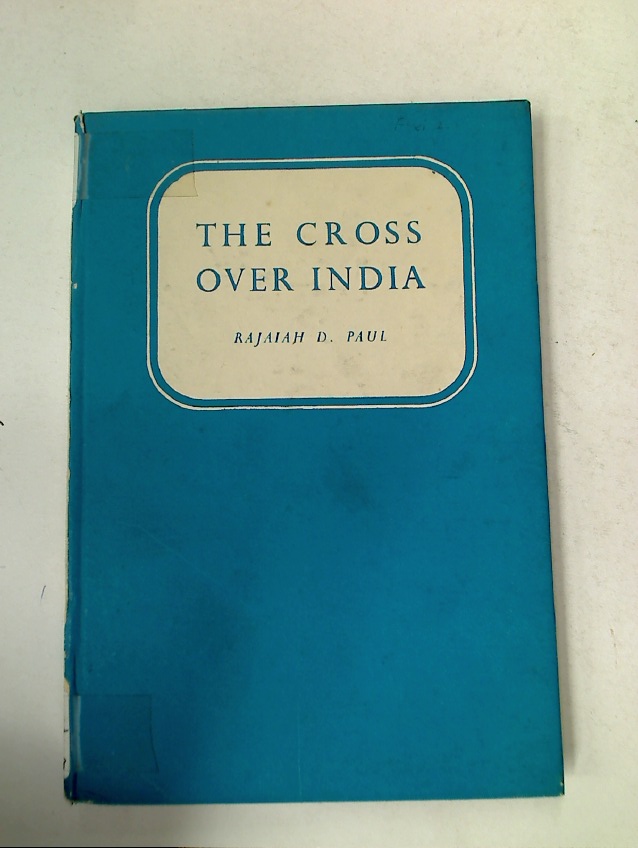 THE CROSS
OVER INDIA
RAJAIAH D. PAUL